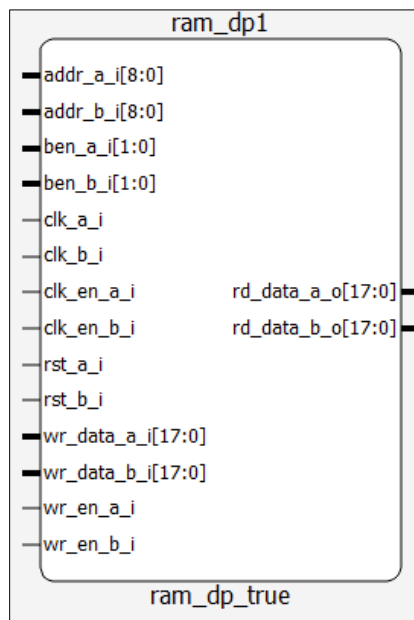 ram_dp1
addr_a_i[8:0]
addr_b_i[8:0]
ben_a_i[1:0]
ben_b_i[1:0]
clk_a_i
clk_b_i
clk_en_a_i rd_data_a_o[17:0]
clk_en_b_i rd_data_b_o[17:0]
rst_a_i
rst_b_i
wr_data_a_i[17:0]
wr_data_b_i[17:0]
wr_en_a_i
wr_en_b_i
ram_dp_true